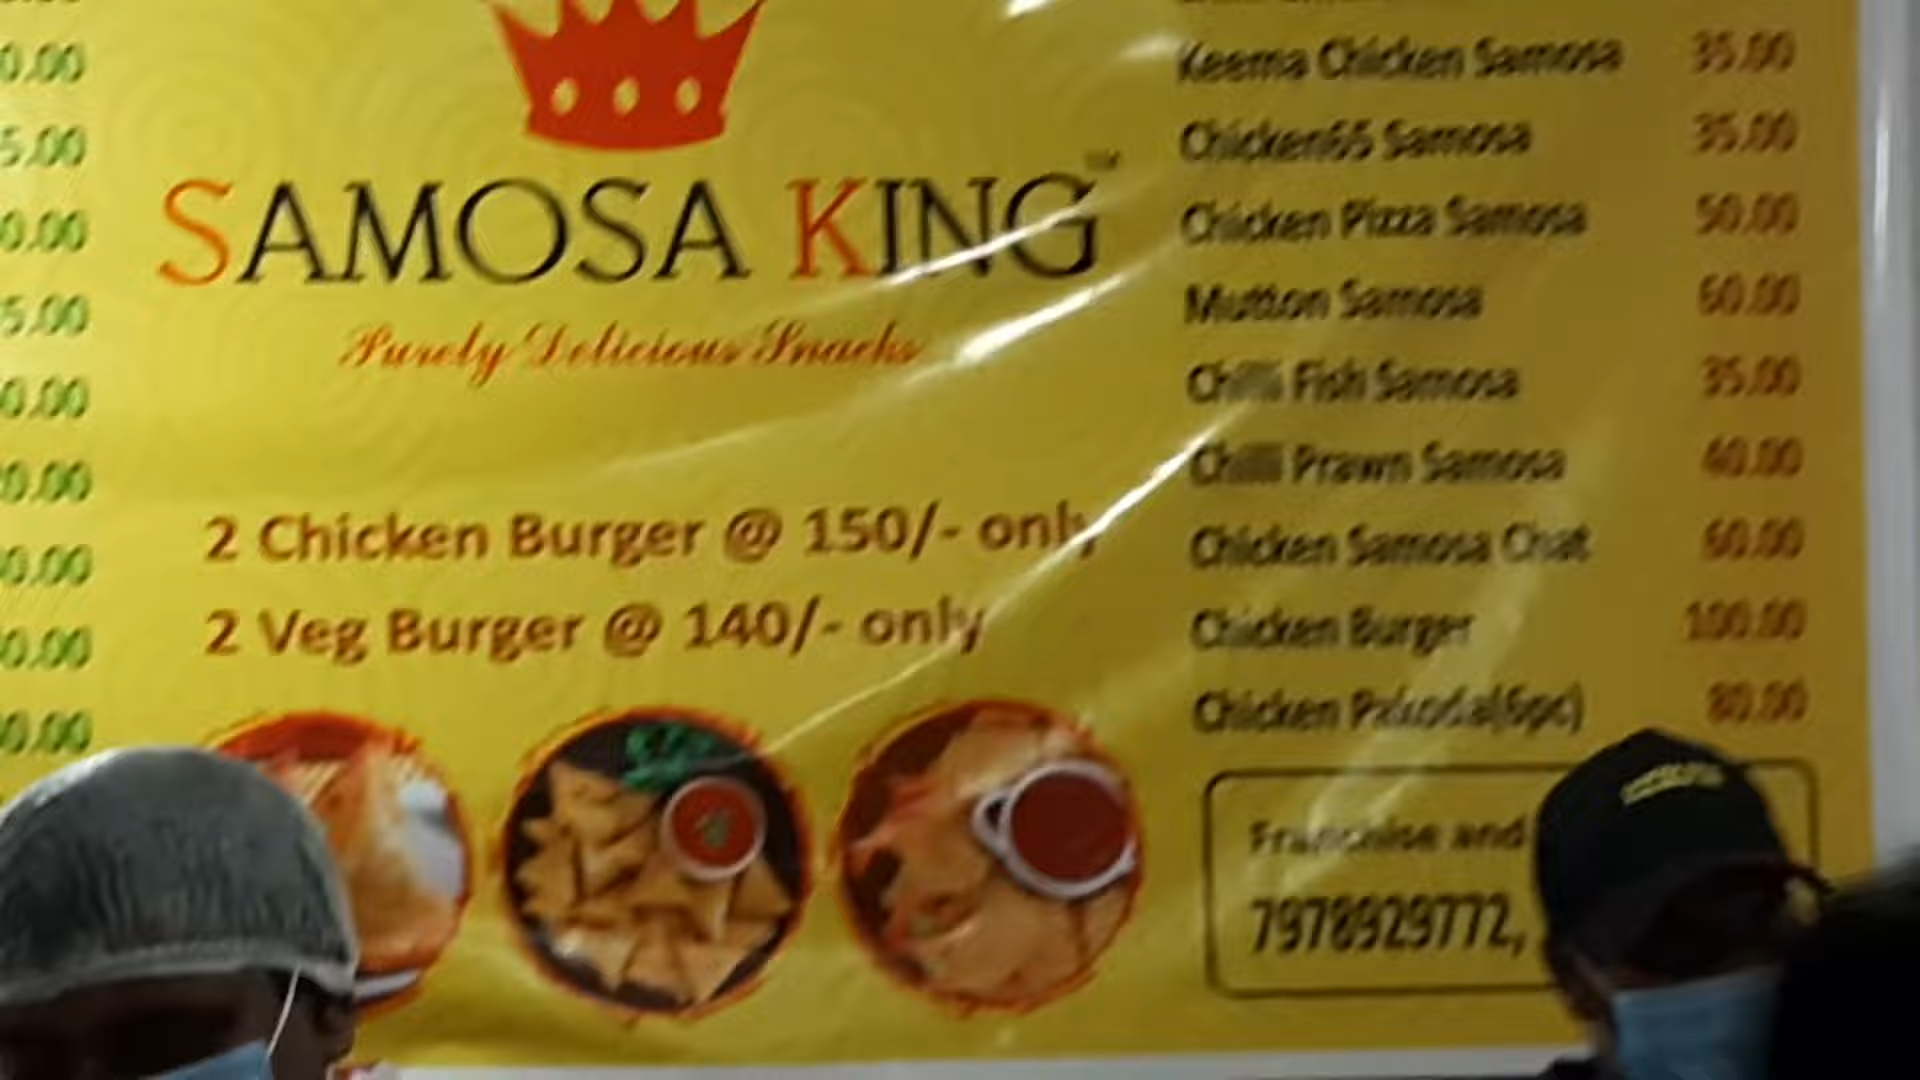 SAMOSA KING
TM
Purely Delicious Snacks
2 Chicken Burger @ 150/- only
2 Veg Burger @ 140/- only
Keema Chicken Samosa 35.00
Chicken65 Samosa 35.00
Chicken Pizza Samosa 50.00
Mutton Samosa 60.00
Chilli Fish Samosa 35.00
Chilli Prawn Samosa 40.00
Chicken Samosa Chat 60.00
Chicken Burger 100.00
Chicken Pakoda(6pc) 80.00
Franchise and
7978929772,